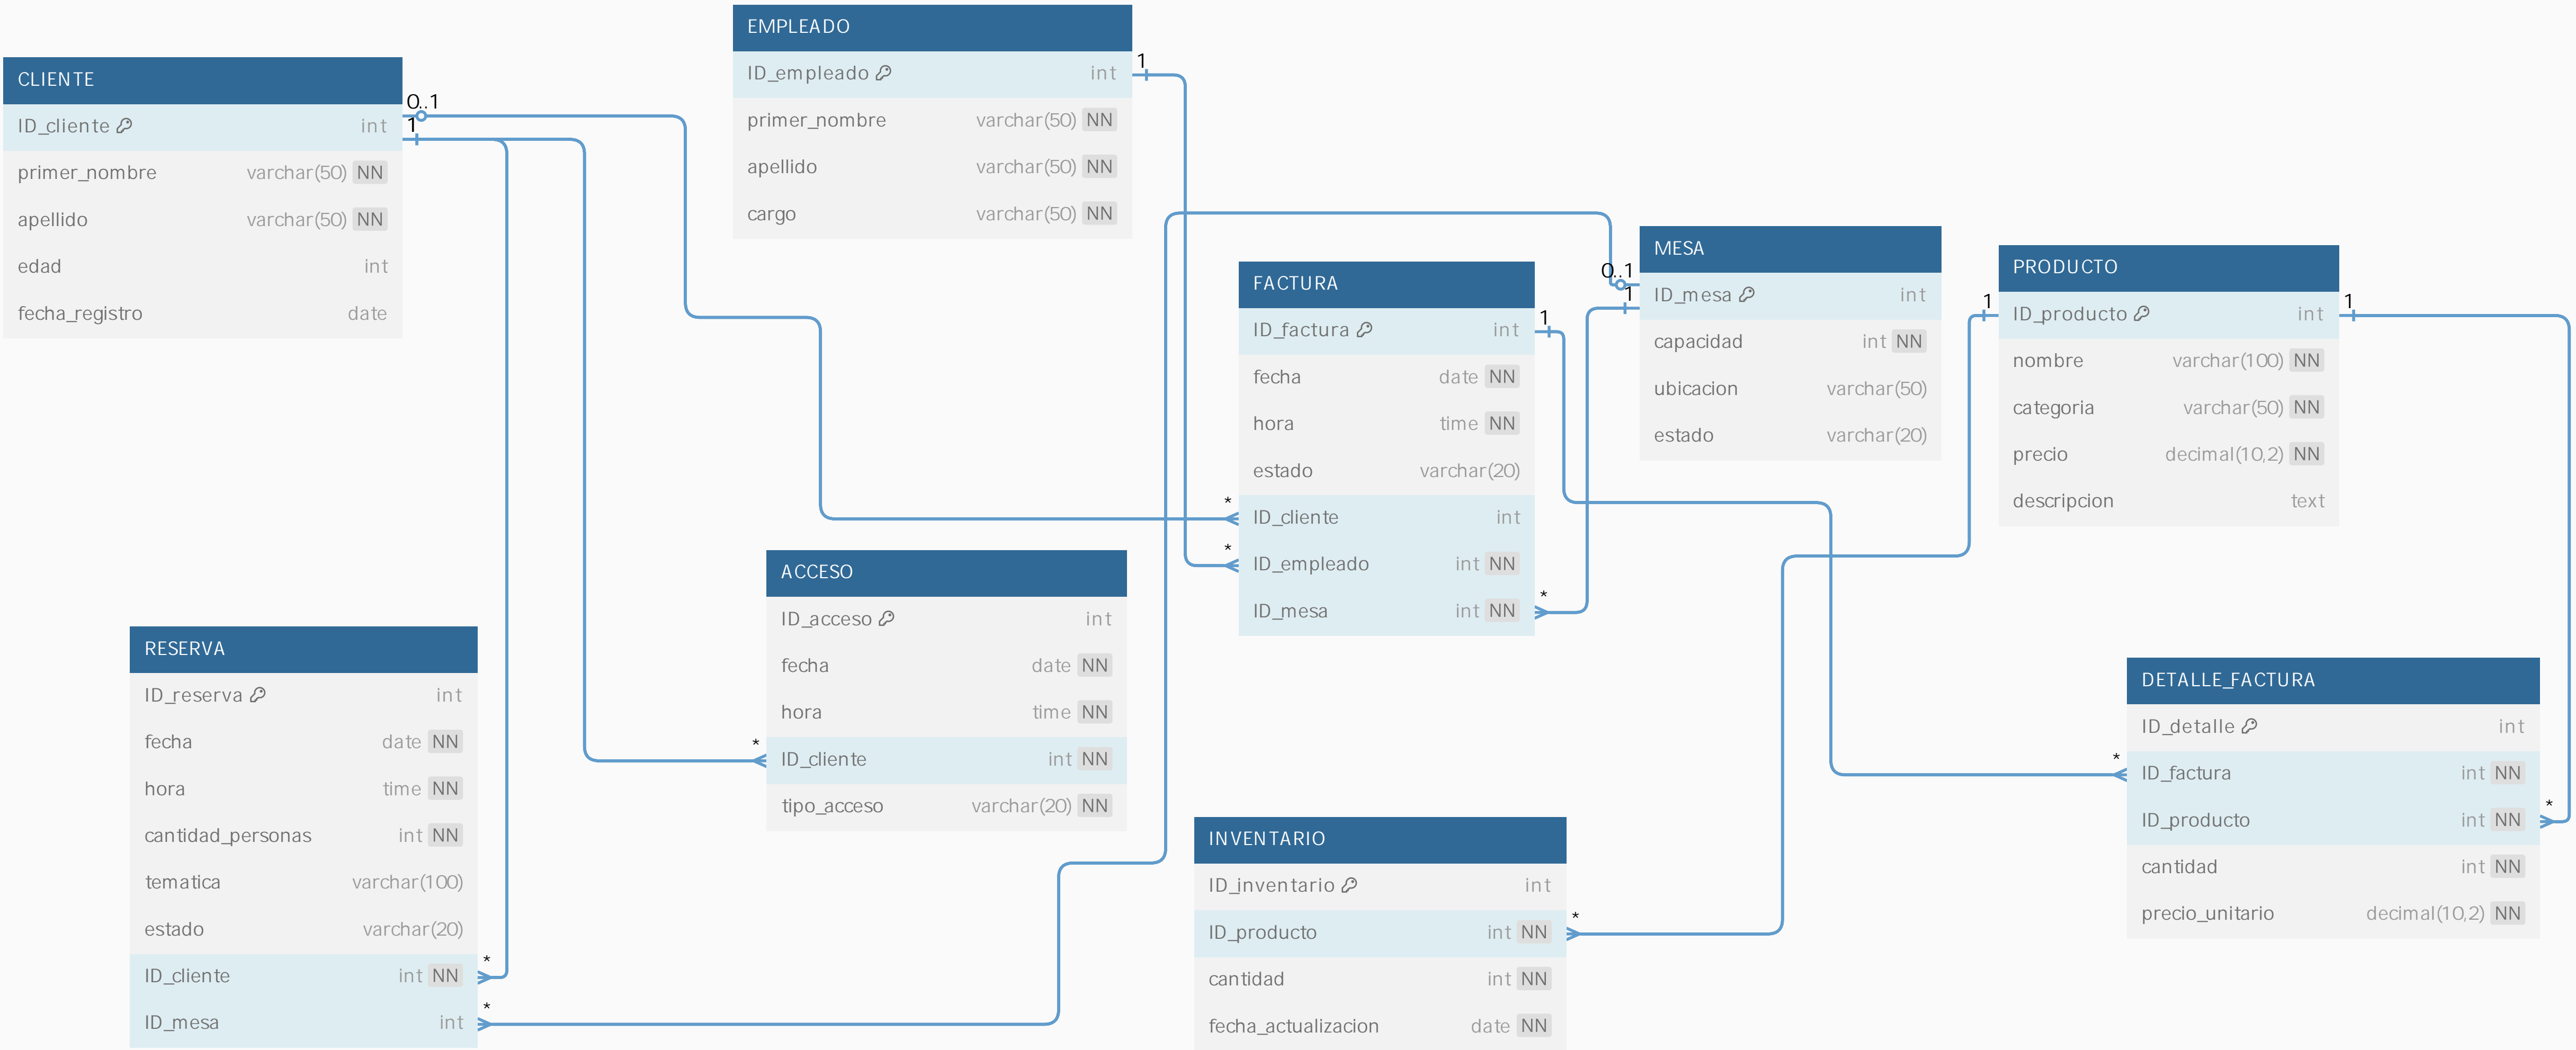 EMPLEADO
ID_empleado int
primer_nombre varchar(50) NN
apellido varchar(50) NN
cargo varchar(50) NN
1
CLIENTE
ID_cliente int
primer_nombre varchar(50) NN
apellido varchar(50) NN
edad int
fecha_registro date
0..1
1
MESA
ID_mesa int
capacidad int NN
ubicacion varchar(50)
estado varchar(20)
0..1
1
PRODUCTO
ID_producto int
nombre varchar(100) NN
categoria varchar(50) NN
precio decimal(10,2) NN
descripcion text
1
1
FACTURA
ID_factura int
fecha date NN
hora time NN
estado varchar(20)
ID_cliente int
ID_empleado int NN
ID_mesa int NN
1
*
*
*
ACCESO
ID_acceso int
fecha date NN
hora time NN
ID_cliente int NN
tipo_acceso varchar(20) NN
*
RESERVA
ID_reserva int
fecha date NN
hora time NN
cantidad_personas int NN
tematica varchar(100)
estado varchar(20)
ID_cliente int NN
ID_mesa int
*
*
DETALLE_FACTURA
ID_detalle int
ID_factura int NN
ID_producto int NN
cantidad int NN
precio_unitario decimal(10,2) NN
*
*
INVENTARIO
ID_inventario int
ID_producto int NN
cantidad int NN
fecha_actualizacion date NN
*